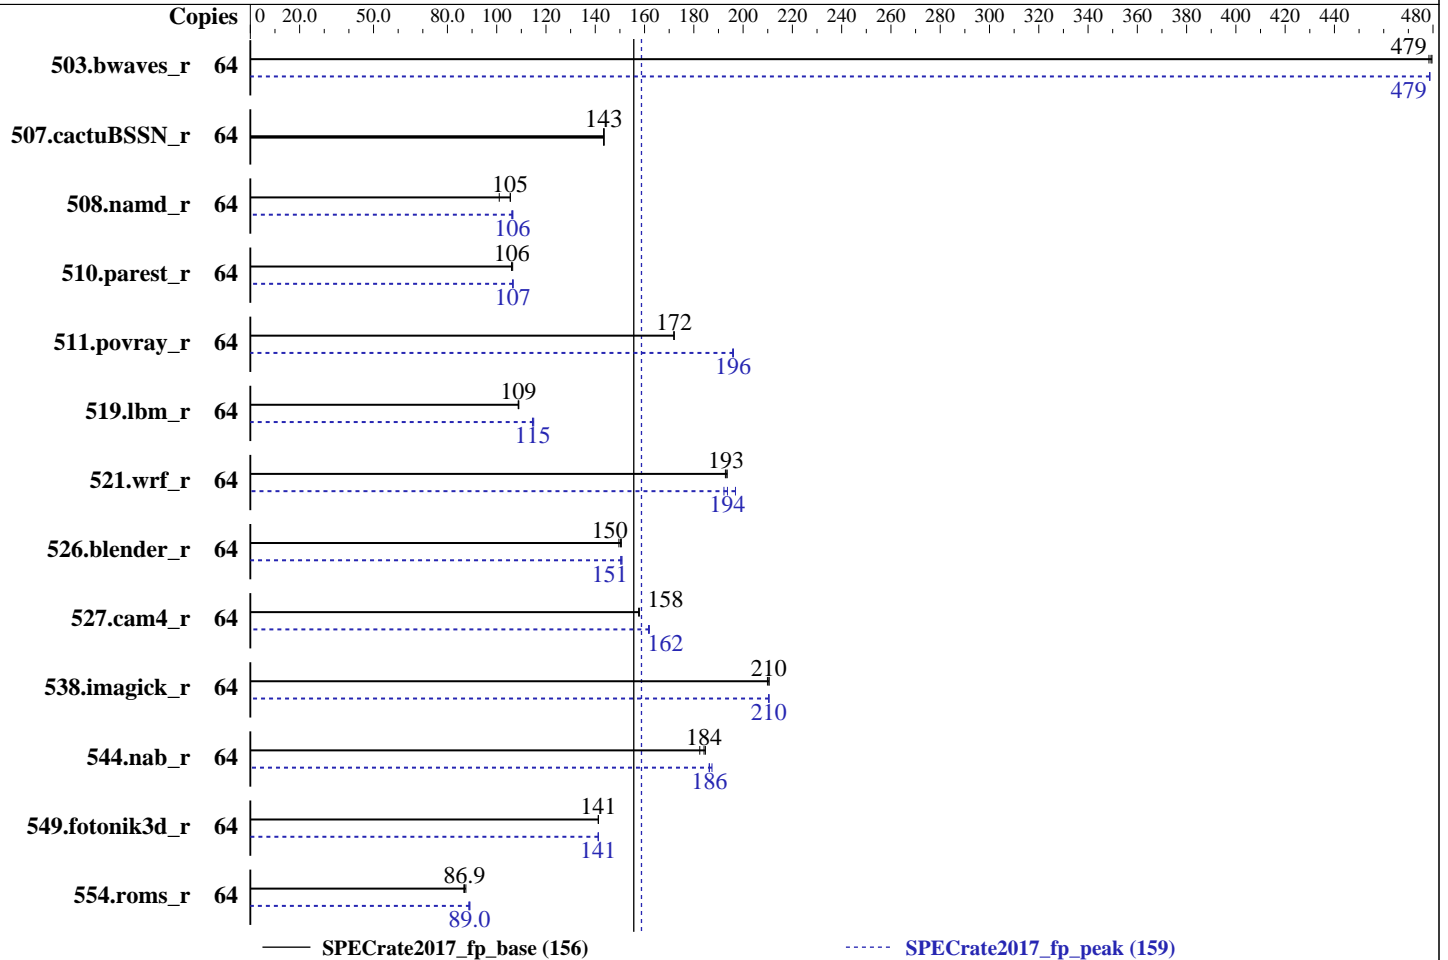 Copies 0 20.0 50.0 80.0 100 120 140 160 180 200 220 240 260 280 300 320 340 360 380 400 420 440 480
503.bwaves_r 64 479
479
507.cactuBSSN_r 64 143
508.namd_r 64 105
106
510.parest_r 64 106
107
511.povray_r 64 172
196
519.lbm_r 64 109
115
521.wrf_r 64 193
194
526.blender_r 64 150
151
527.cam4_r 64 158
162
538.imagick_r 64 210
210
544.nab_r 64 184
186
549.fotonik3d_r 64 141
141
554.roms_r 64 86.9
89.0
SPECrate2017_fp_base (156) SPECrate2017_fp_peak (159)